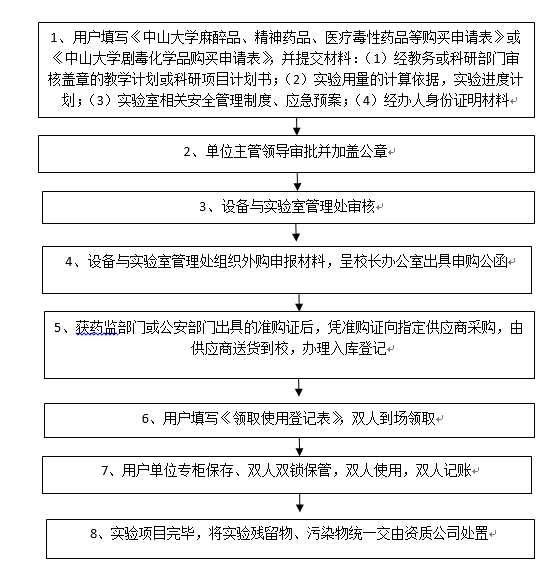 1、用户填写《中山大学麻醉品、精神药品、医疗毒性药品等购买申请表》或
《中山大学剧毒化学品购买申请表》，并提交材料：（1）经教务或科研部门审
核盖章的教学计划或科研项目计划书；（2）实验用量的计算依据，实验进度计
划；（3）实验室相关安全管理制度、应急预案；（4）经办人身份证明材料
2、单位主管领导审批并加盖公章
3、设备与实验室管理处审核
4、设备与实验室管理处组织外购申报材料，呈校长办公室出具申购公函
5、获药监部门或公安部门出具的准购证后，凭准购证向指定供应商采购，由
供应商送货到校，办理入库登记
6、用户填写《领取使用登记表》，双人到场领取
7、用户单位专柜保存、双人双锁保管，双人使用，双人记账
8、实验项目完毕，将实验残留物、污染物统一交由资质公司处置